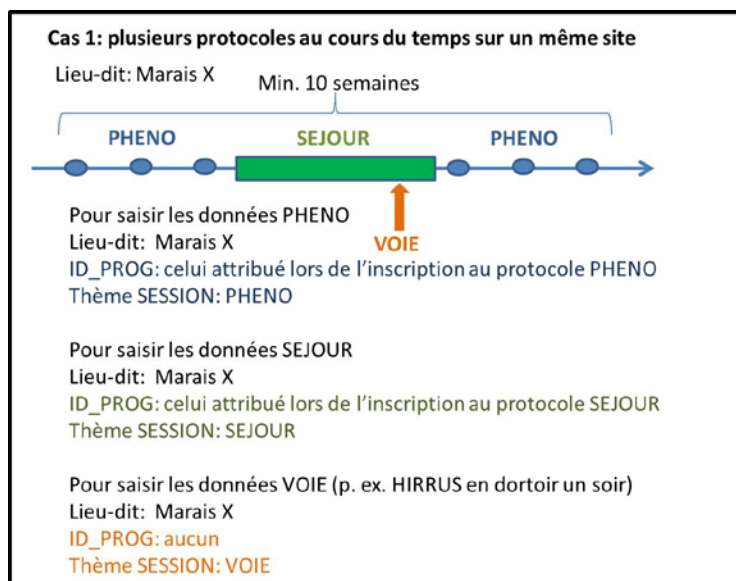 Cas 1: plusieurs protocoles au cours du temps sur un même site
Lieu-dit: Marais X
Min. 10 semaines
PHENO SEJOUR PHENO
VOIE
Pour saisir les données PHENO
Lieu-dit: Marais X
ID_PROG: celui attribué lors de l'inscription au protocole PHENO
Thème SESSION: PHENO
Pour saisir les données SEJOUR
Lieu-dit: Marais X
ID_PROG: celui attribué lors de l'inscription au protocole SEJOUR
Thème SESSION: SEJOUR
Pour saisir les données VOIE (p. ex. HIRRUS en dortoir un soir)
Lieu-dit: Marais X
ID_PROG: aucun
Thème SESSION: VOIE